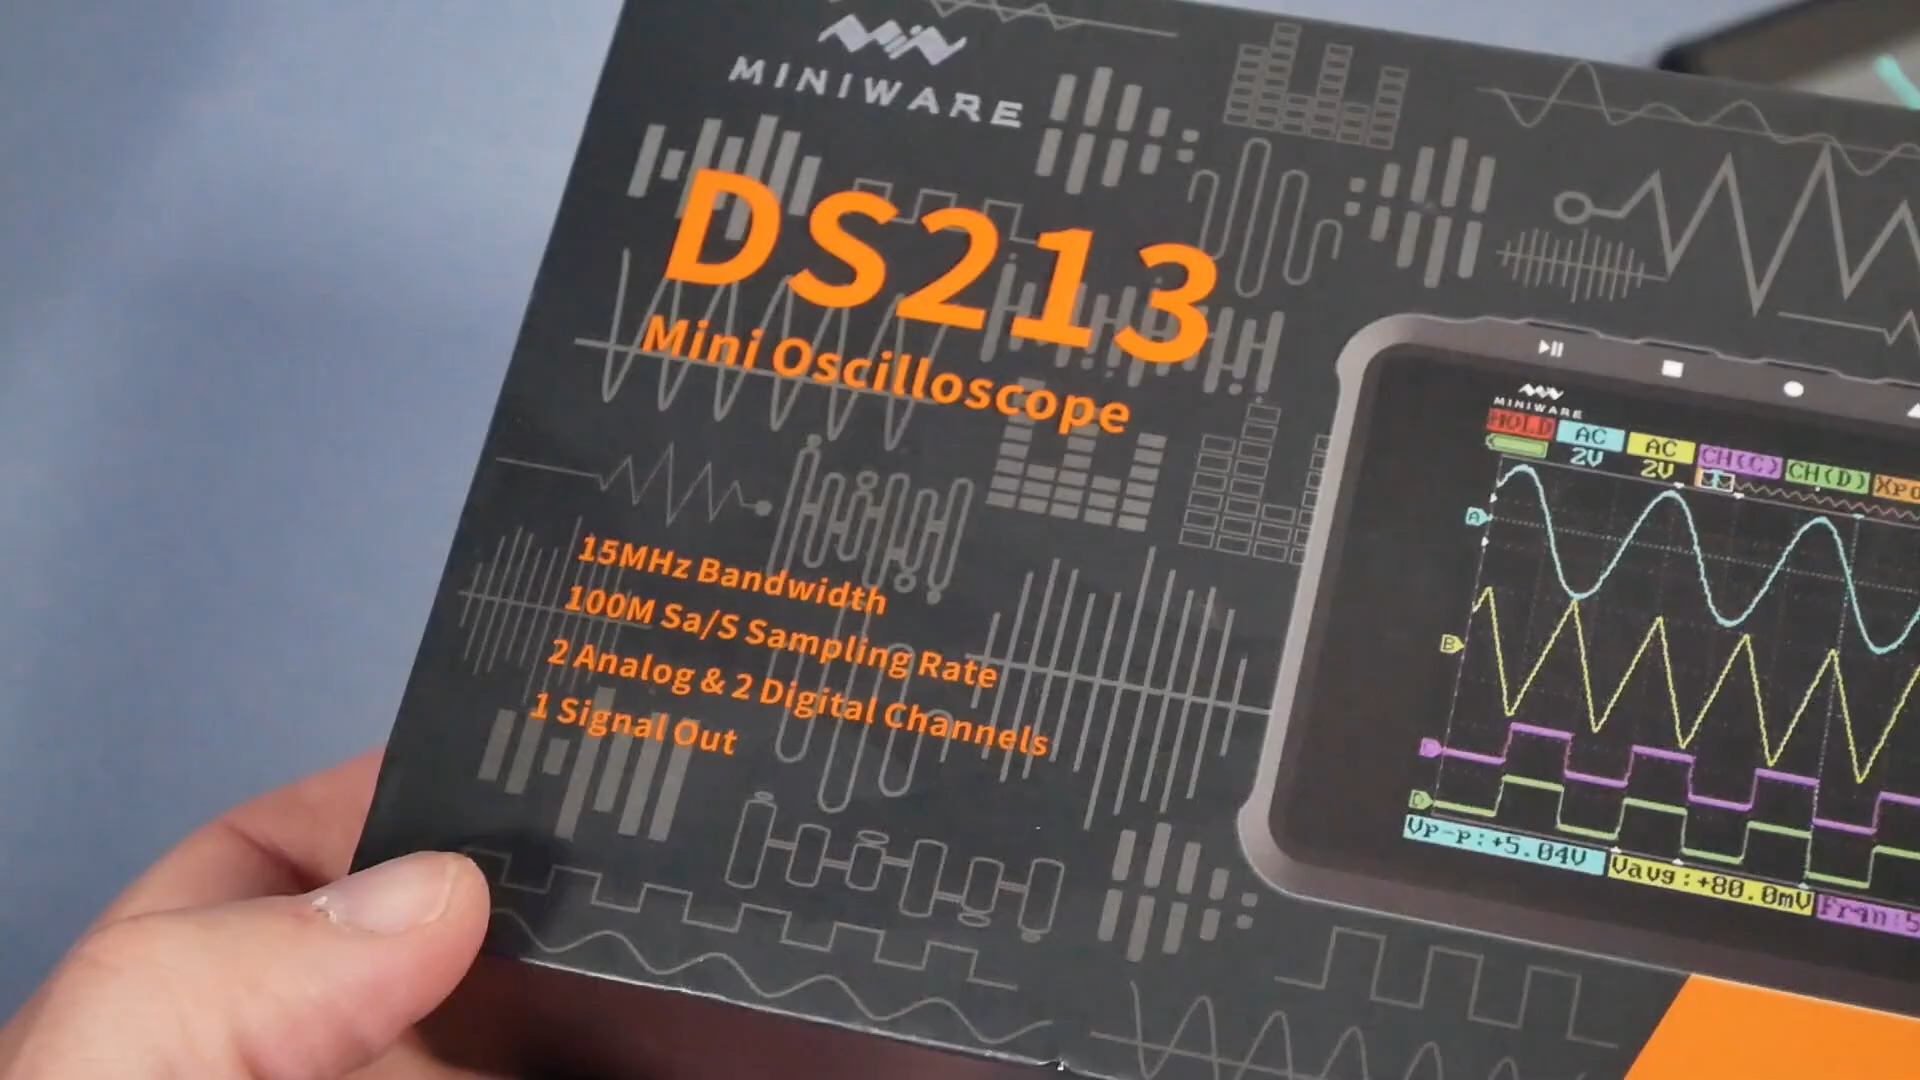 MINIWARE
DS213
Mini Oscilloscope
15MHz Bandwidth
100M Sa/S Sampling Rate
2 Analog & 2 Digital Channels
1 Signal Out
MINIWARE
HOLD AC AC CH(C) CH(D)
2V 2V
A
B
D
Vp-p:+5.04V Vavg:+80.0mV